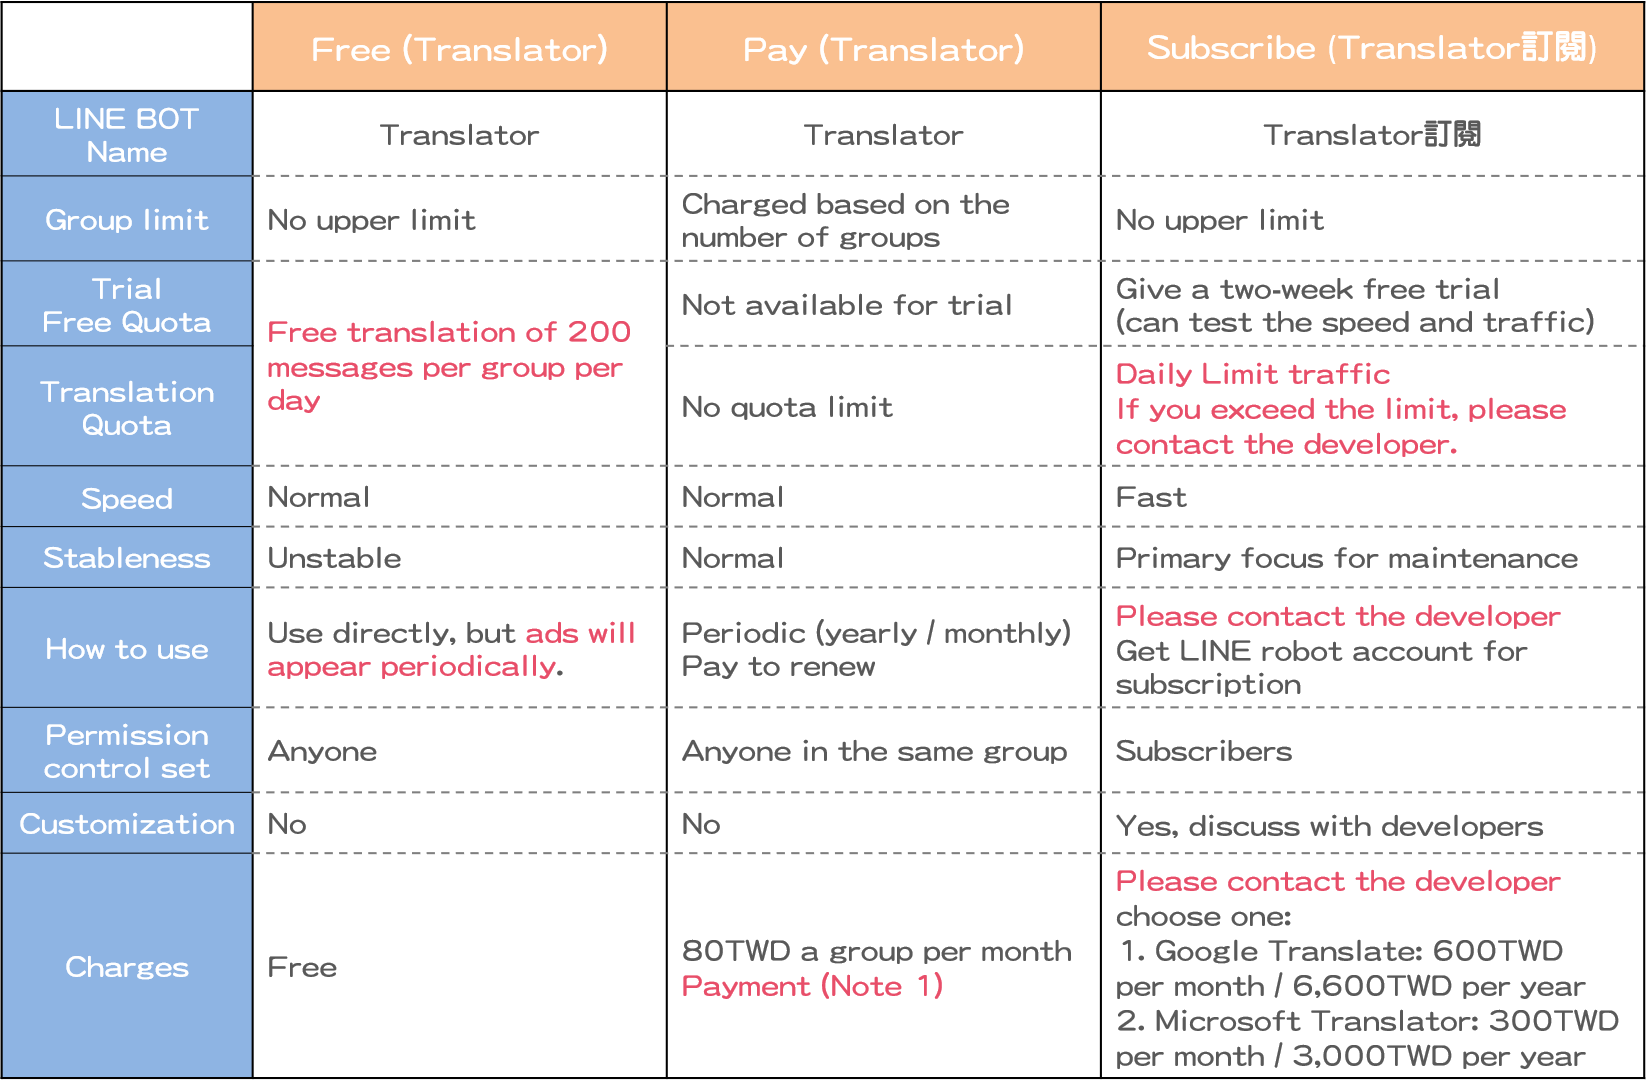 Free (Translator)
Pay (Translator)
Subscribe (Translator訂閱)
LINE BOT
Name
Translator
Translator
Translator訂閱
Group limit
No upper limit
Charged based on the
number of groups
No upper limit
Trial
Free Quota
Free translation of 200
messages per group per
day
Not available for trial
Give a two-week free trial
(can test the speed and traffic)
Translation
Quota
No quota limit
Daily Limit traffic
If you exceed the limit, please
contact the developer.
Speed
Normal
Normal
Fast
Stableness
Unstable
Normal
Primary focus for maintenance
How to use
Use directly, but ads will
appear periodically.
Periodic (yearly / monthly)
Pay to renew
Please contact the developer
Get LINE robot account for
subscription
Permission
control set
Anyone
Anyone in the same group
Subscribers
Customization
No
No
Yes, discuss with developers
Charges
Free
80TWD a group per month
Payment (Note 1)
Please contact the developer
choose one:
1. Google Translate: 600TWD
per month / 6,600TWD per year
2. Microsoft Translator: 300TWD
per month / 3,000TWD per year